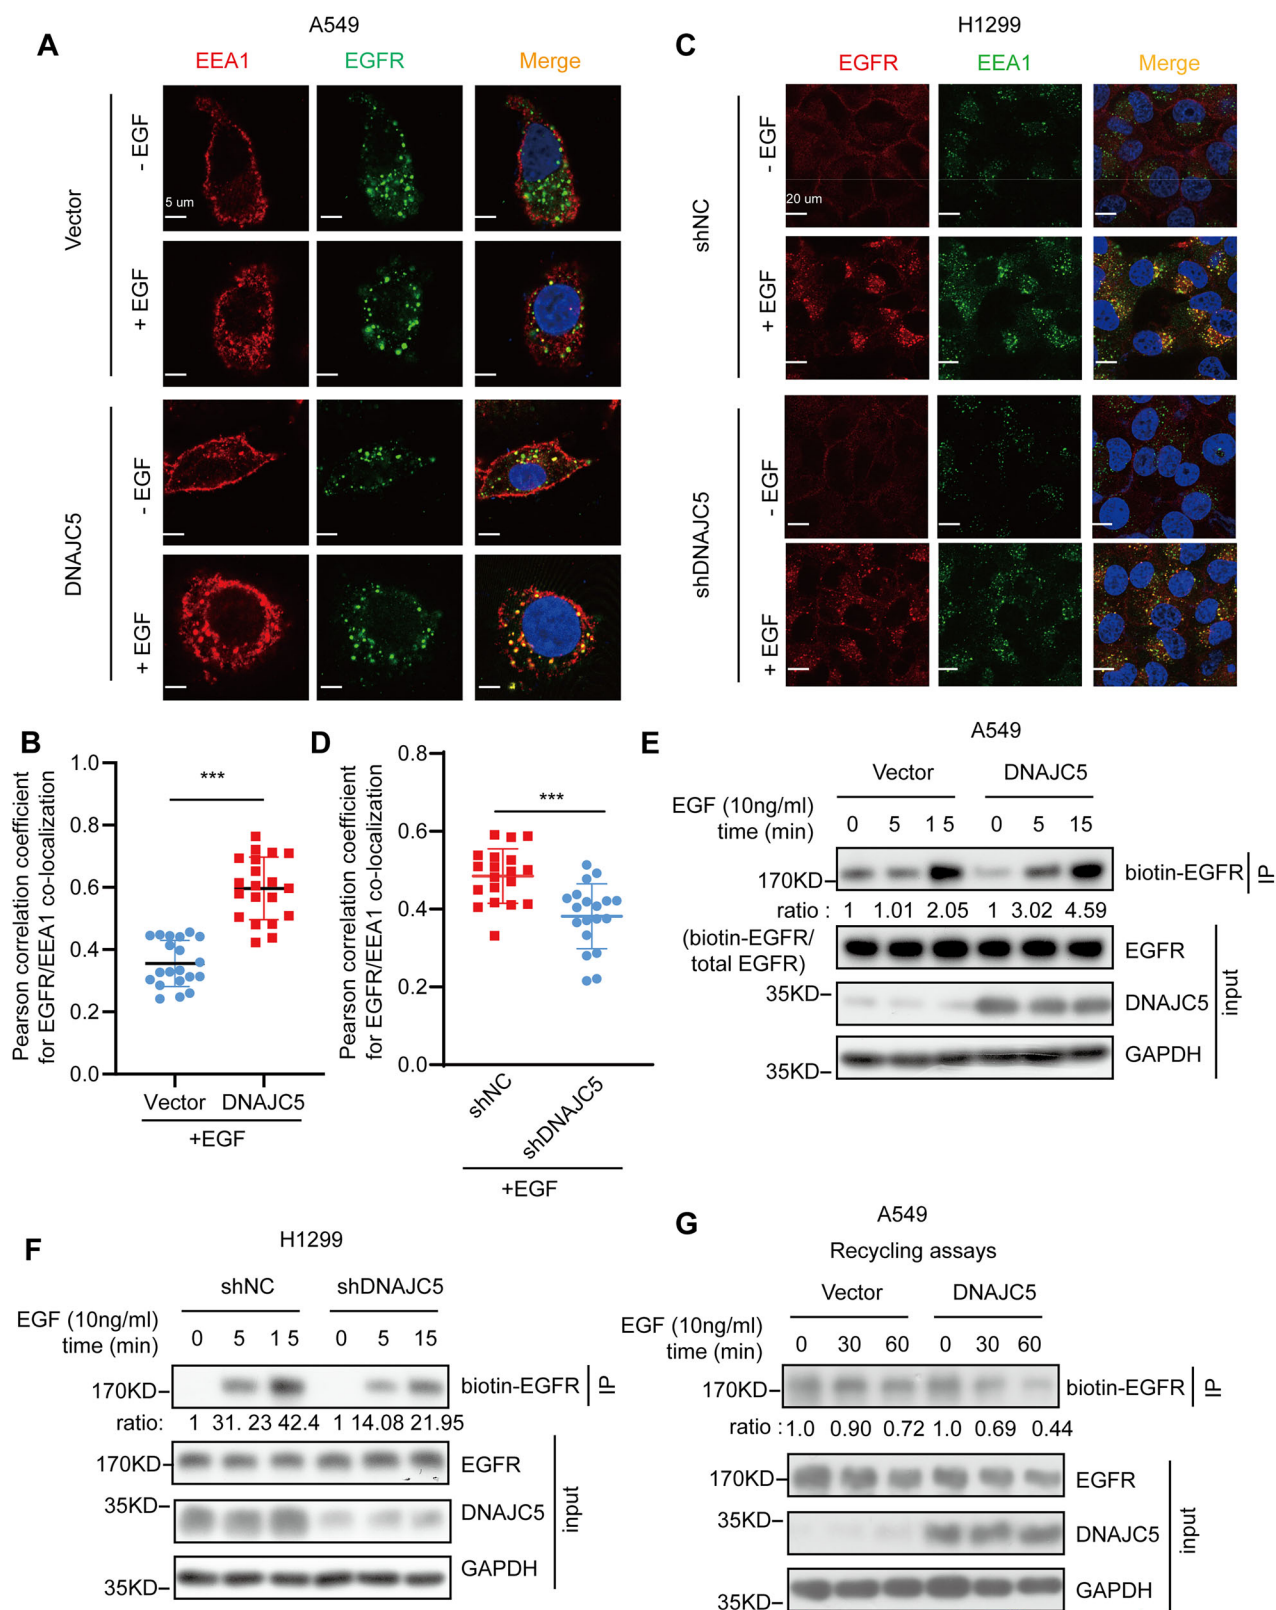 A
A549
EEA1 EGFR Merge
Vector
- EGF
5 um
+ EGF
DNAJC5
- EGF
+ EGF
C
H1299
EGFR EEA1 Merge
shNC
- EGF
20 um
+ EGF
shDNAJC5
- EGF
+ EGF
B
Pearson correlation coefficient
for EGFR/EEA1 co-localization
1.0
0.8
0.6
0.4
0.2
0.0
***
Vector DNAJC5
+EGF
D
Pearson correlation coefficient
for EGFR/EEA1 co-localization
0.8
0.6
0.4
0.2
0.0
***
shNC shDNAJC5
+EGF
E
A549
Vector DNAJC5
EGF (10ng/ml)
time (min) 0 5 1 5 0 5 15
170KD biotin-EGFR IP
ratio : 1 1.01 2.05 1 3.02 4.59
(biotin-EGFR/
total EGFR)
EGFR
35KD DNAJC5
35KD GAPDH
input
F
H1299
shNC shDNAJC5
EGF (10ng/ml)
time (min) 0 5 1 5 0 5 15
170KD biotin-EGFR IP
ratio: 1 31. 23 42.4 1 14.08 21.95
170KD EGFR
35KD DNAJC5
35KD GAPDH
input
G
A549
Recycling assays
Vector DNAJC5
EGF (10ng/ml)
time (min) 0 30 60 0 30 60
170KD biotin-EGFR IP
ratio : 1.0 0.90 0.72 1.0 0.69 0.44
170KD EGFR
35KD DNAJC5
35KD GAPDH
input